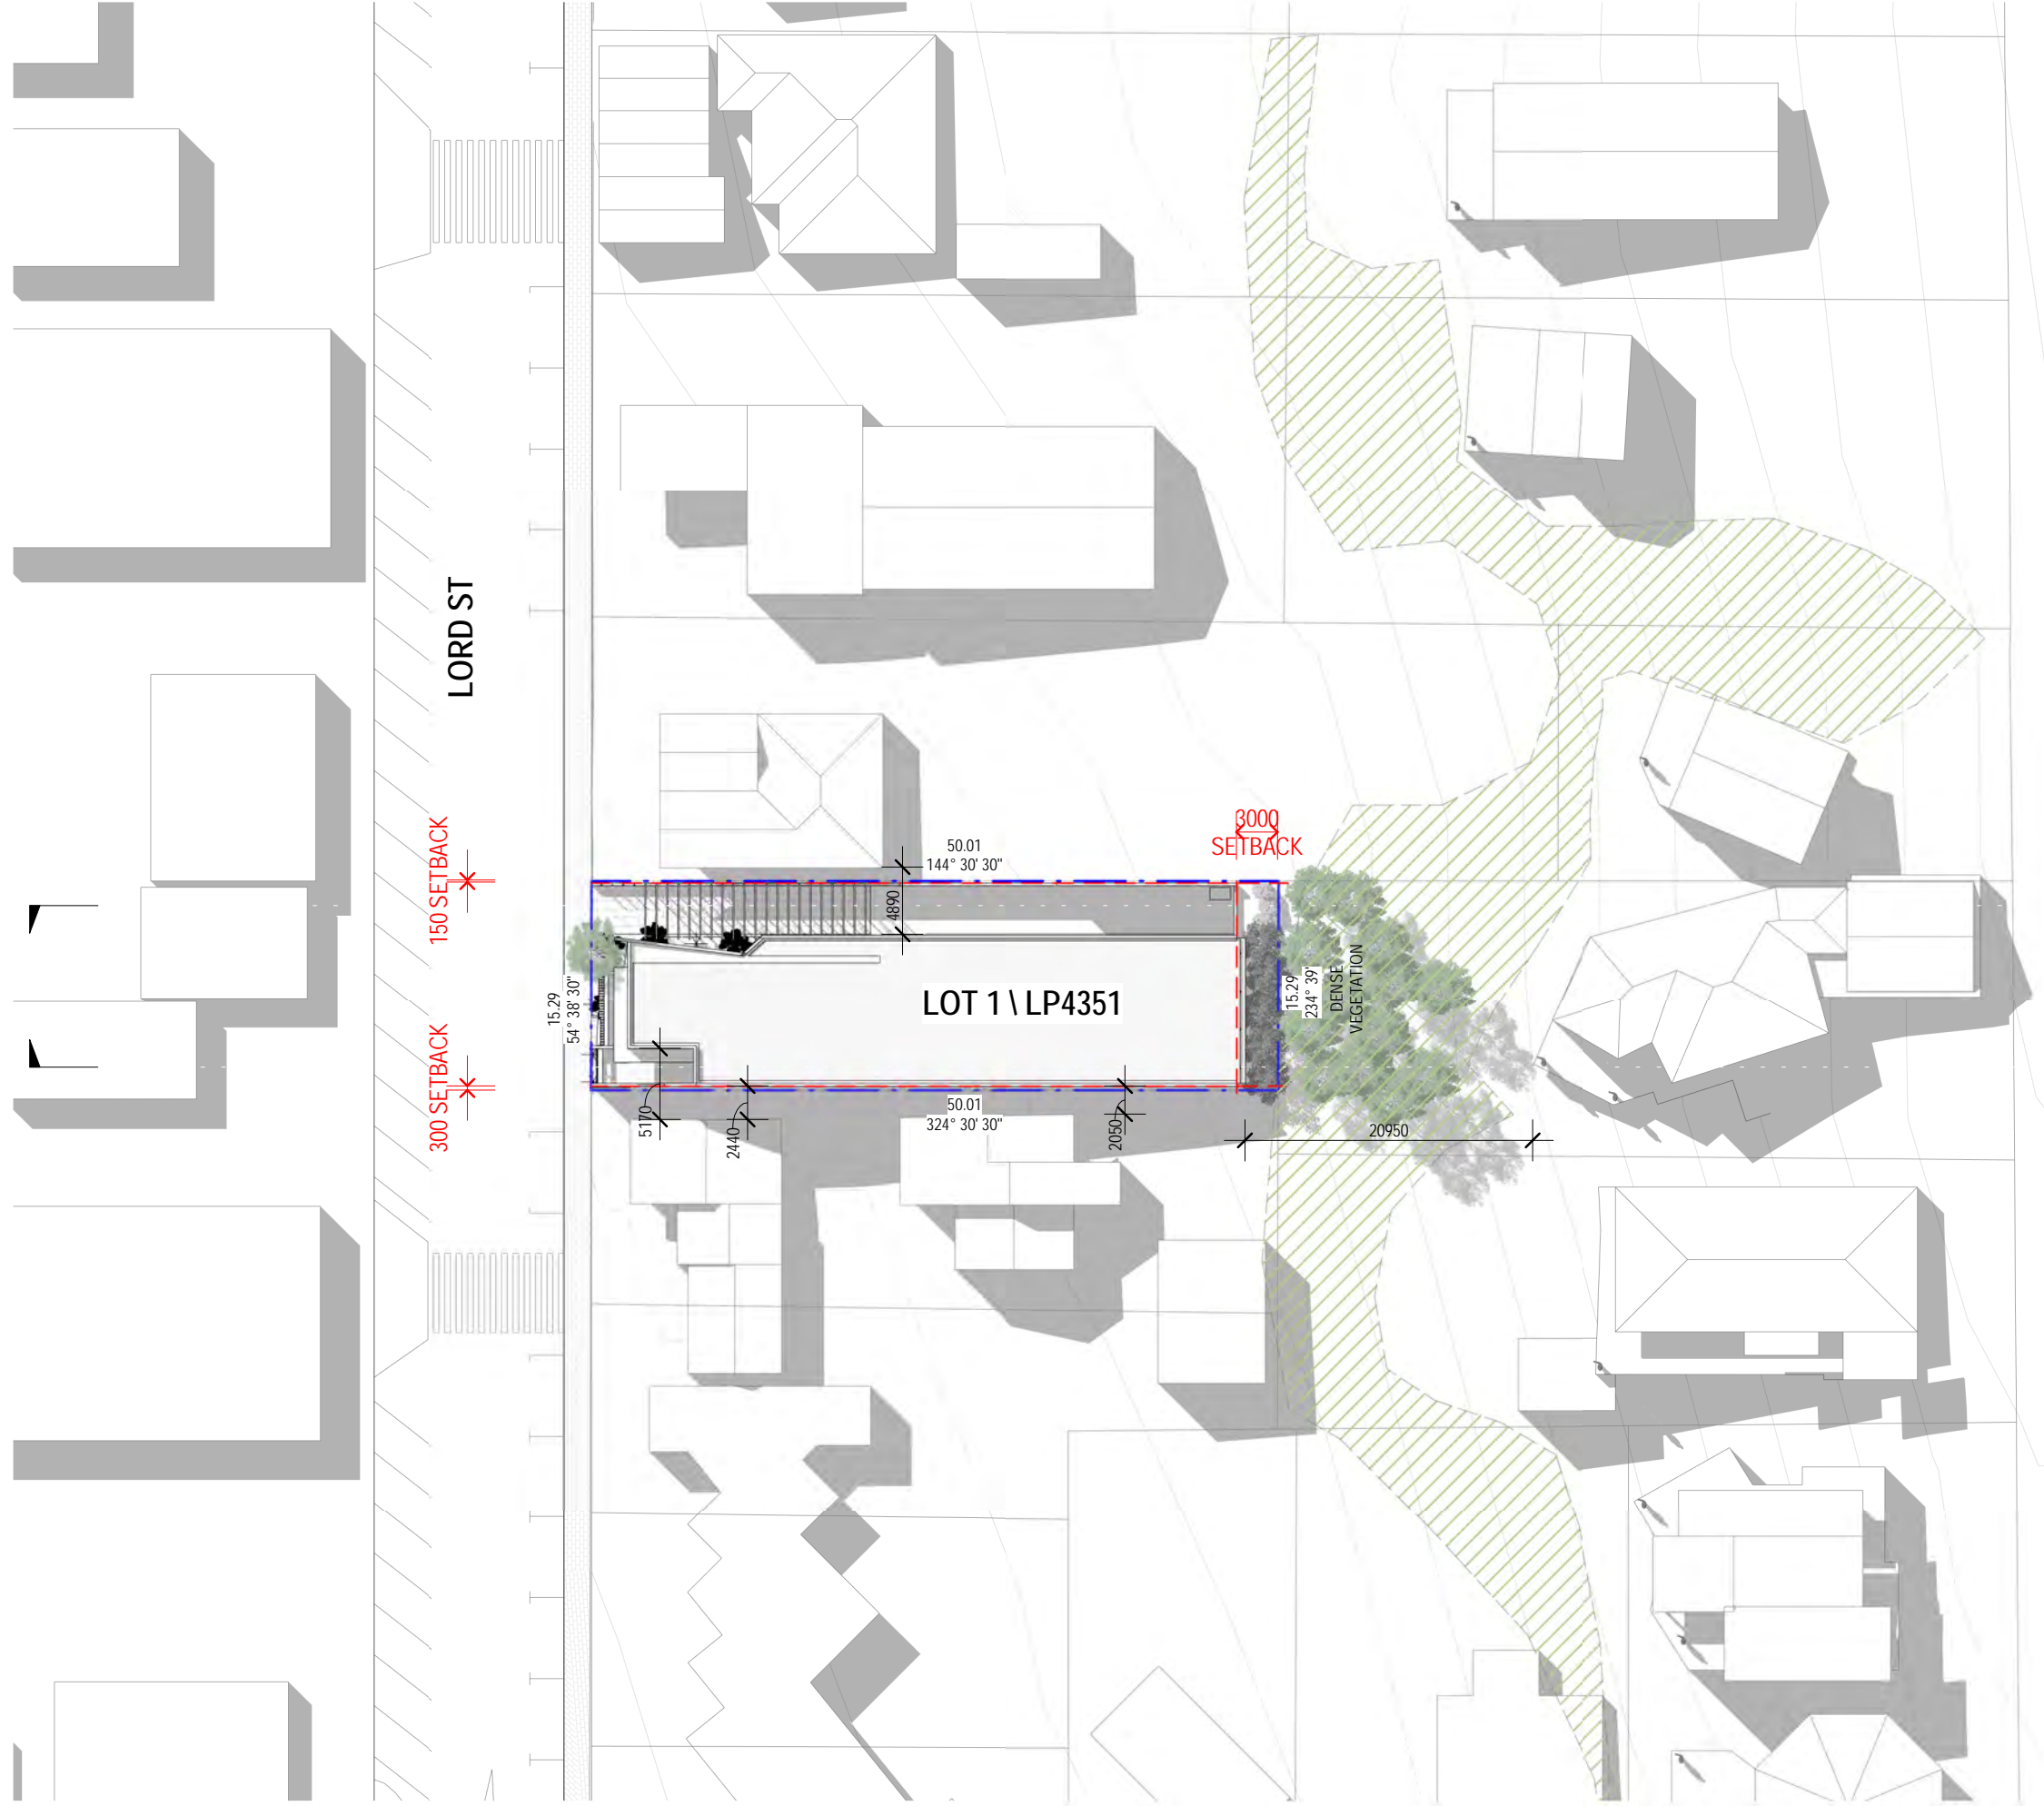 LORD ST
150 SETBACK
300 SETBACK
3000
SETBACK
50.01
144° 30' 30"
4890
15.29
54° 38' 30"
LOT 1 \ LP4351
15.29
234° 39'
DENSE
VEGETATION
50.01
324° 30' 30"
5170
2440
2050
20950